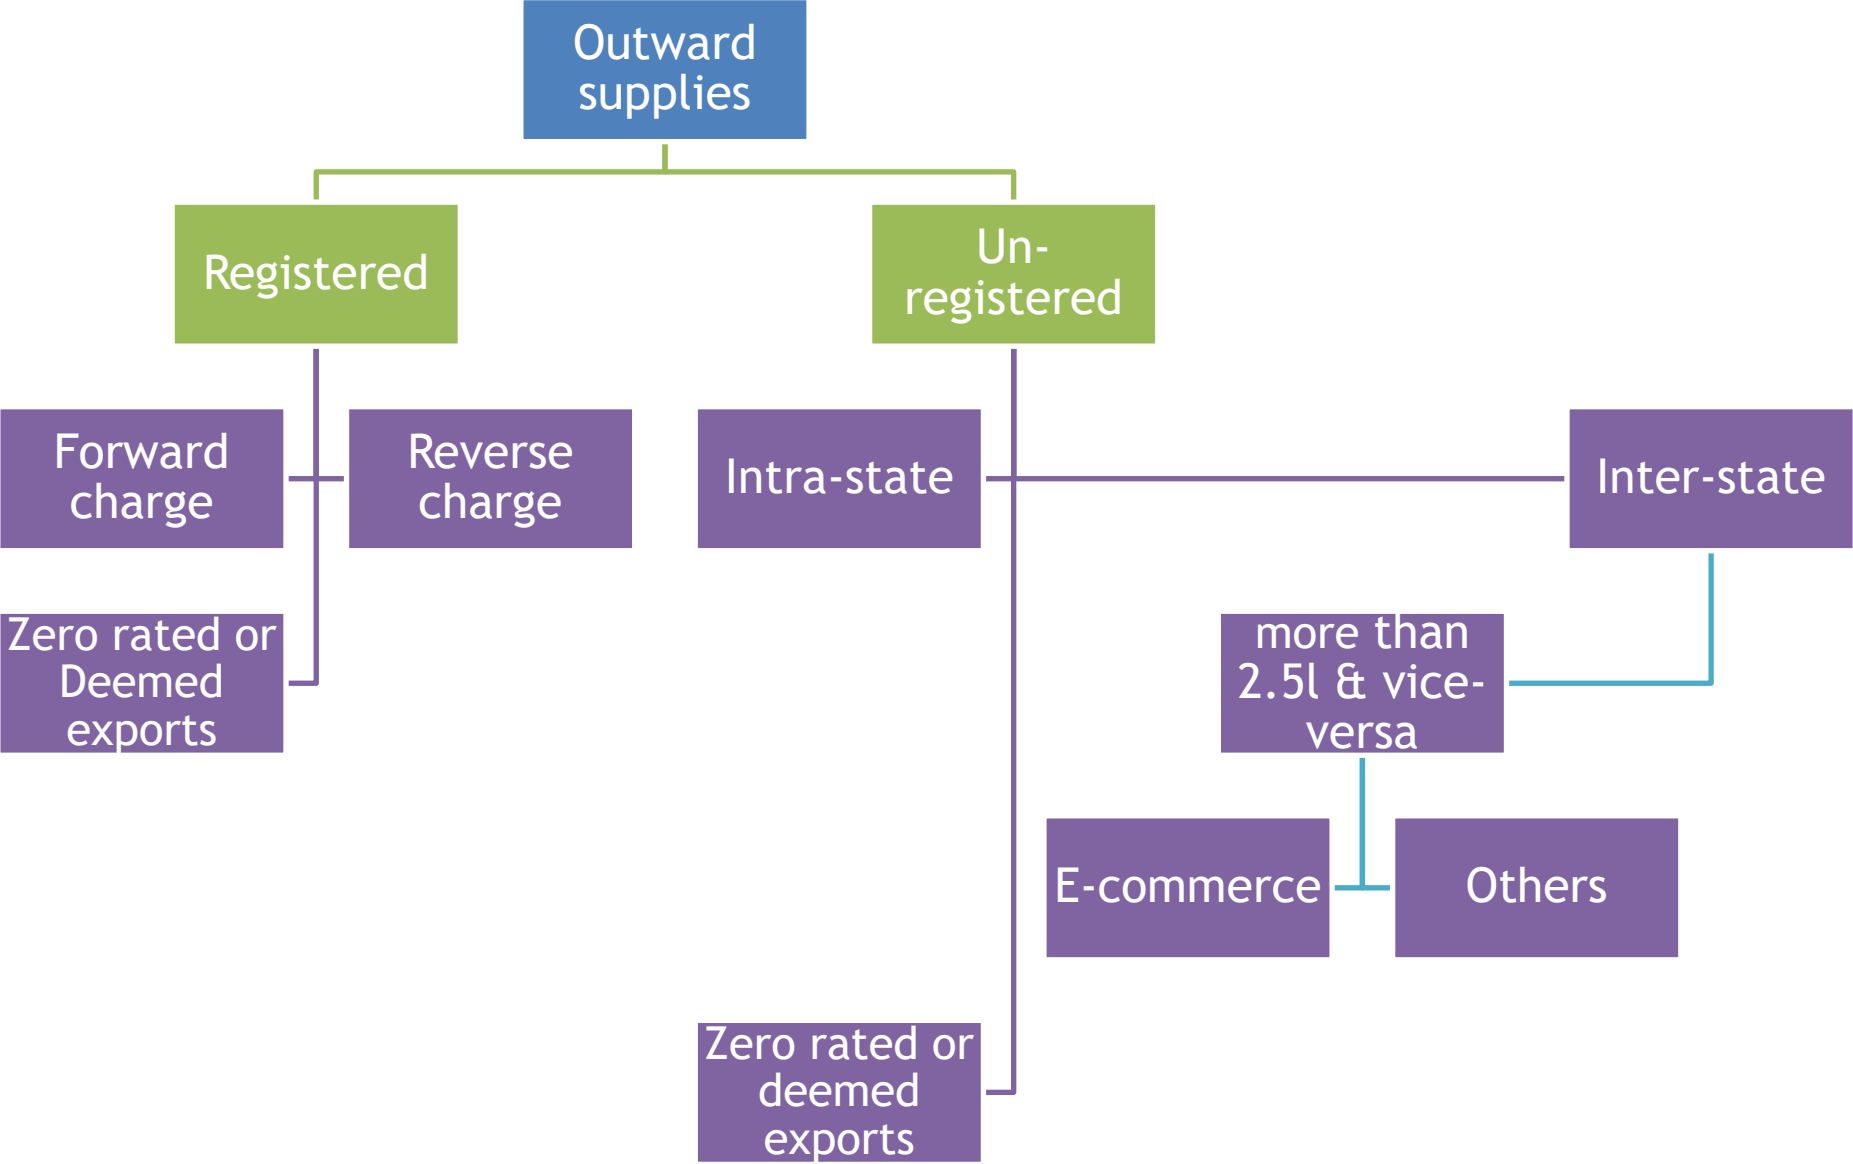 Outward
supplies
Registered
Un-
registered
Forward
charge
Reverse
charge
Intra-state
Inter-state
Zero rated or
Deemed
exports
more than
2.5l & vice-
versa
E-commerce
Others
Zero rated or
deemed
exports